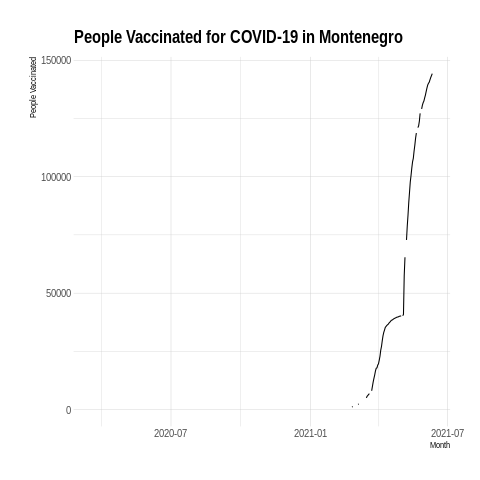 People Vaccinated for COVID-19 in Montenegro
People Vaccinated
150000
100000
50000
0
2020-07
2021-01
2021-07
Month